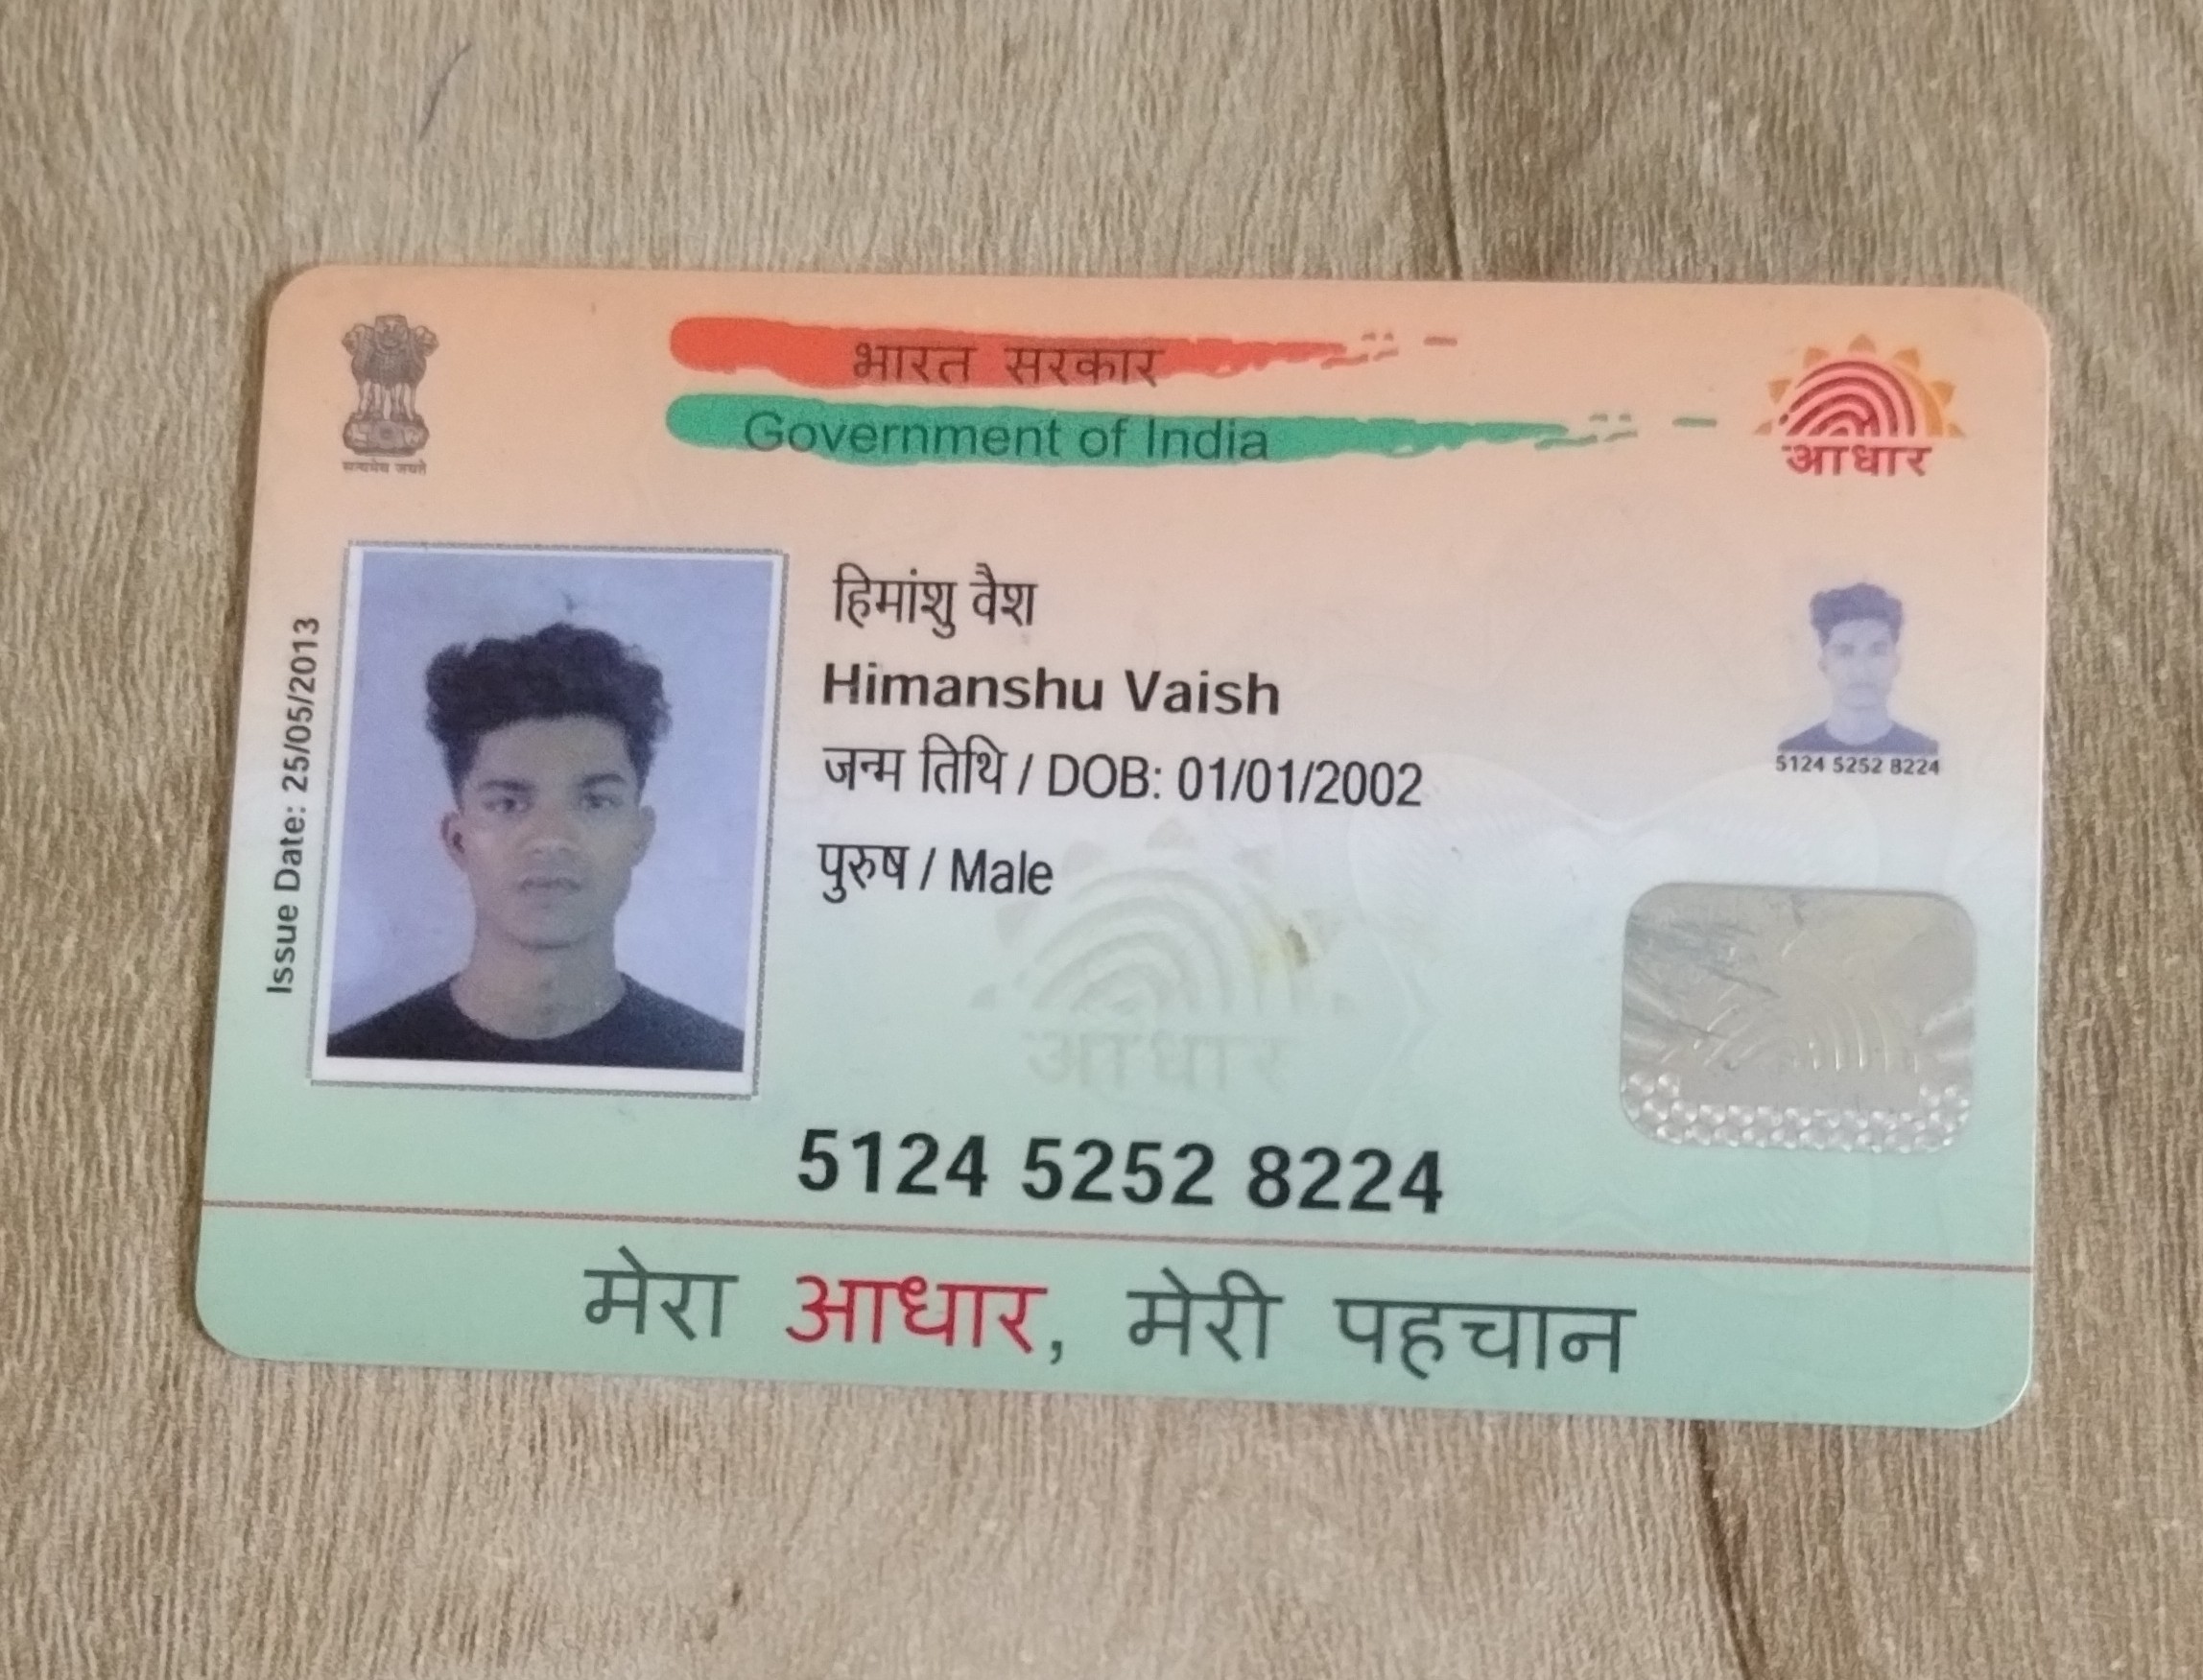 भारत सरकार
Government of India
सत्यमेव जयते
आधार
Issue Date: 25/05/2013
हिमांशु वैश
Himanshu Vaish
जन्म तिथि / DOB: 01/01/2002
पुरुष / Male
5124 5252 8224
आधार
5124 5252 8224
मेरा आधार, मेरी पहचान